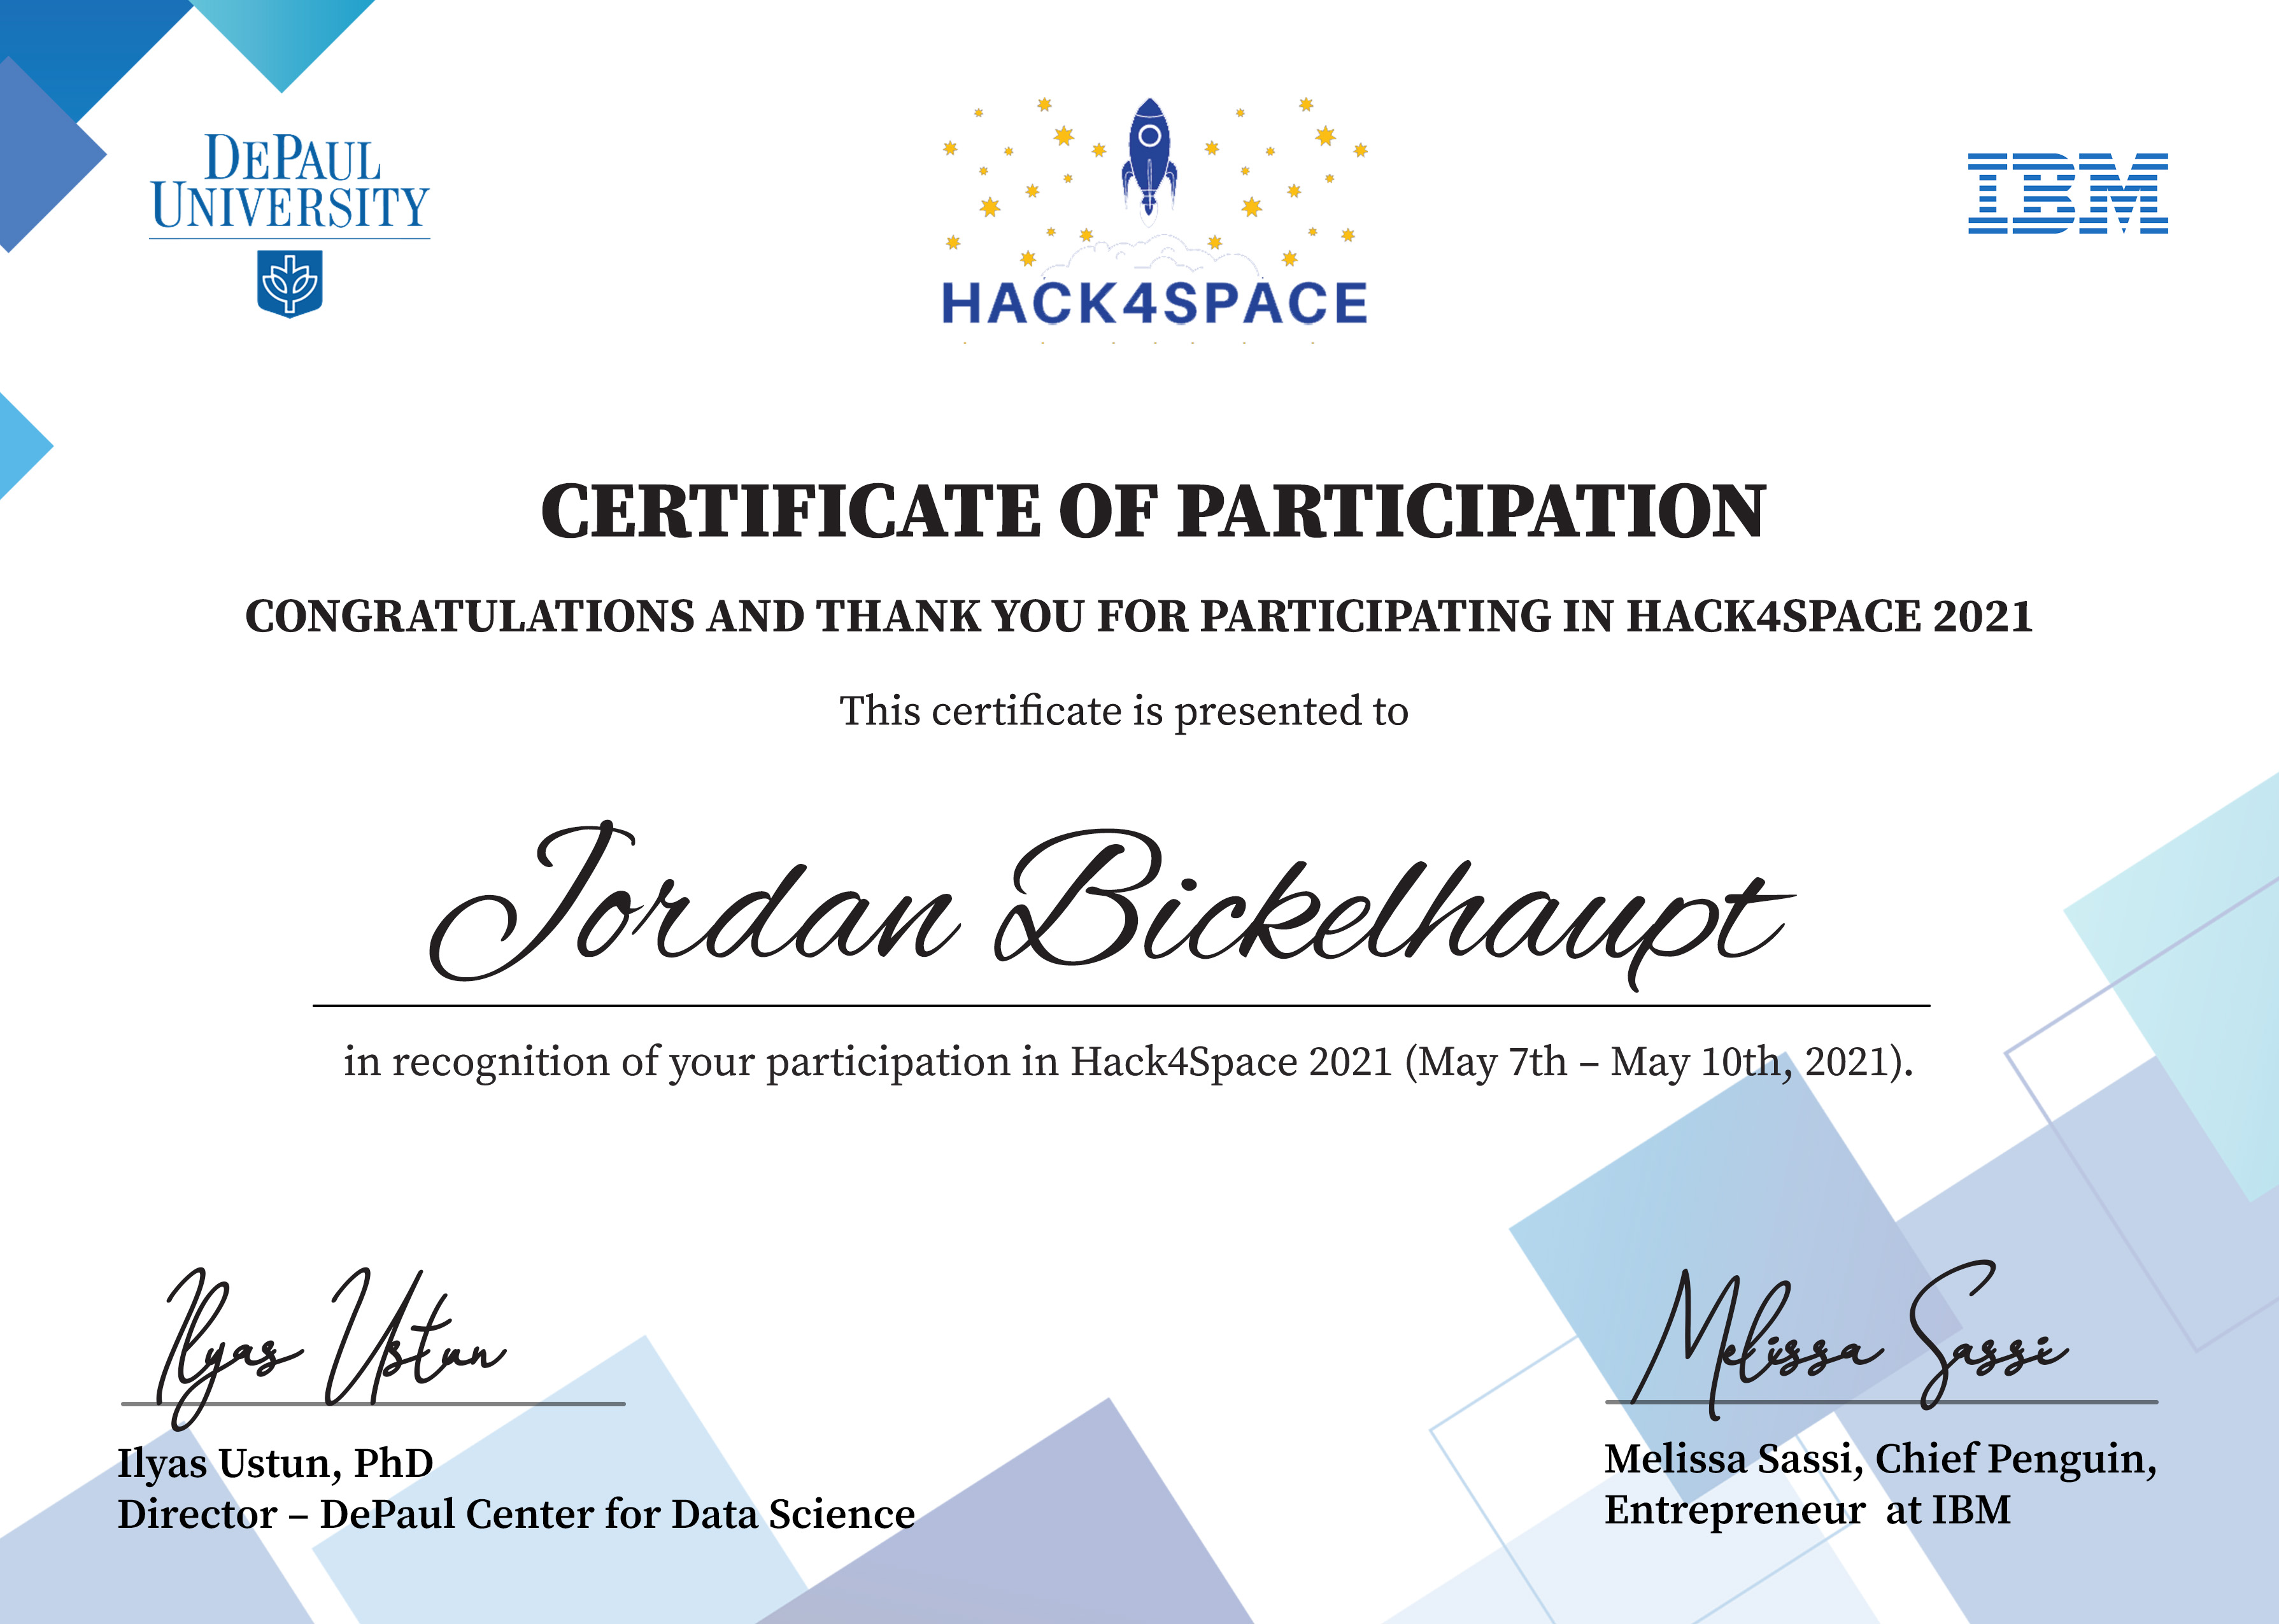 DEPAUL
UNIVERSITY
HACK4SPACE
IBM
CERTIFICATE OF PARTICIPATION
CONGRATULATIONS AND THANK YOU FOR PARTICIPATING IN HACK4SPACE 2021
This certificate is presented to
Jordan Bickelhaupt
in recognition of your participation in Hack4Space 2021 (May 7th – May 10th, 2021).
Ilyas Ustun
Ilyas Ustun, PhD
Director – DePaul Center for Data Science
Melissa Sassi
Melissa Sassi, Chief Penguin,
Entrepreneur  at IBM